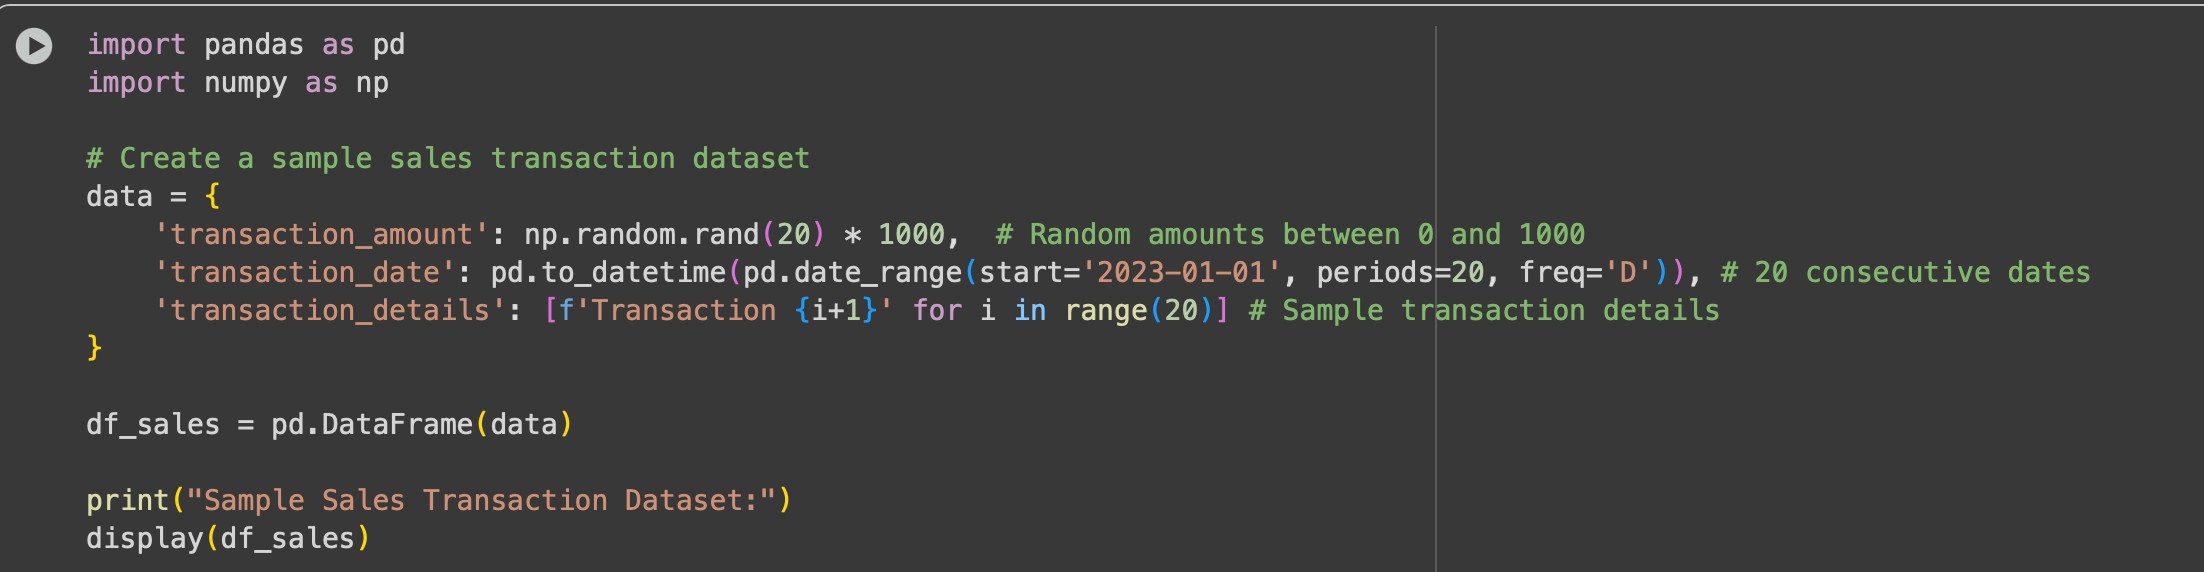 import pandas as pd
import numpy as np

# Create a sample sales transaction dataset
data = {
    'transaction_amount': np.random.rand(20) * 1000,  # Random amounts between 0 and 1000
    'transaction_date': pd.to_datetime(pd.date_range(start='2023-01-01', periods=20, freq='D')), # 20 consecutive dates
    'transaction_details': [f'Transaction {i+1}' for i in range(20)] # Sample transaction details
}

df_sales = pd.DataFrame(data)

print("Sample Sales Transaction Dataset:")
display(df_sales)